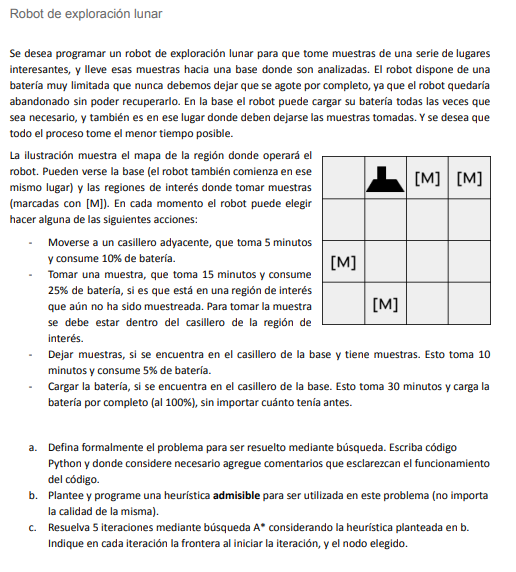 Robot de exploración lunar
Se desea programar un robot de exploración lunar para que tome muestras de una serie de lugares
interesantes, y lleve esas muestras hacia una base donde son analizadas. El robot dispone de una
batería muy limitada que nunca debemos dejar que se agote por completo, ya que el robot quedaría
abandonado sin poder recuperarlo. En la base el robot puede cargar su batería todas las veces que
sea necesario, y también es en ese lugar donde deben dejarse las muestras tomadas. Y se desea que
todo el proceso tome el menor tiempo posible.
La ilustración muestra el mapa de la región donde operará el
robot. Pueden verse la base (el robot también comienza en ese
mismo lugar) y las regiones de interés donde tomar muestras
(marcadas con [M]). En cada momento el robot puede elegir
hacer alguna de las siguientes acciones:
- Moverse a un casillero adyacente, que toma 5 minutos
y consume 10% de batería.
- Tomar una muestra, que toma 15 minutos y consume
25% de batería, si es que está en una región de interés
que aún no ha sido muestreada. Para tomar la muestra
se debe estar dentro del casillero de la región de
interés.
[M] [M]
[M]
[M]
- Dejar muestras, si se encuentra en el casillero de la base y tiene muestras. Esto toma 10
minutos y consume 5% de batería.
- Cargar la batería, si se encuentra en el casillero de la base. Esto toma 30 minutos y carga la
batería por completo (al 100%), sin importar cuánto tenía antes.
a. Defina formalmente el problema para ser resuelto mediante búsqueda. Escriba código
Python y donde considere necesario agregue comentarios que esclarezcan el funcionamiento
del código.
b. Plantee y programe una heurística admisible para ser utilizada en este problema (no importa
la calidad de la misma).
c. Resuelva 5 iteraciones mediante búsqueda A* considerando la heurística planteada en b.
Indique en cada iteración la frontera al iniciar la iteración, y el nodo elegido.